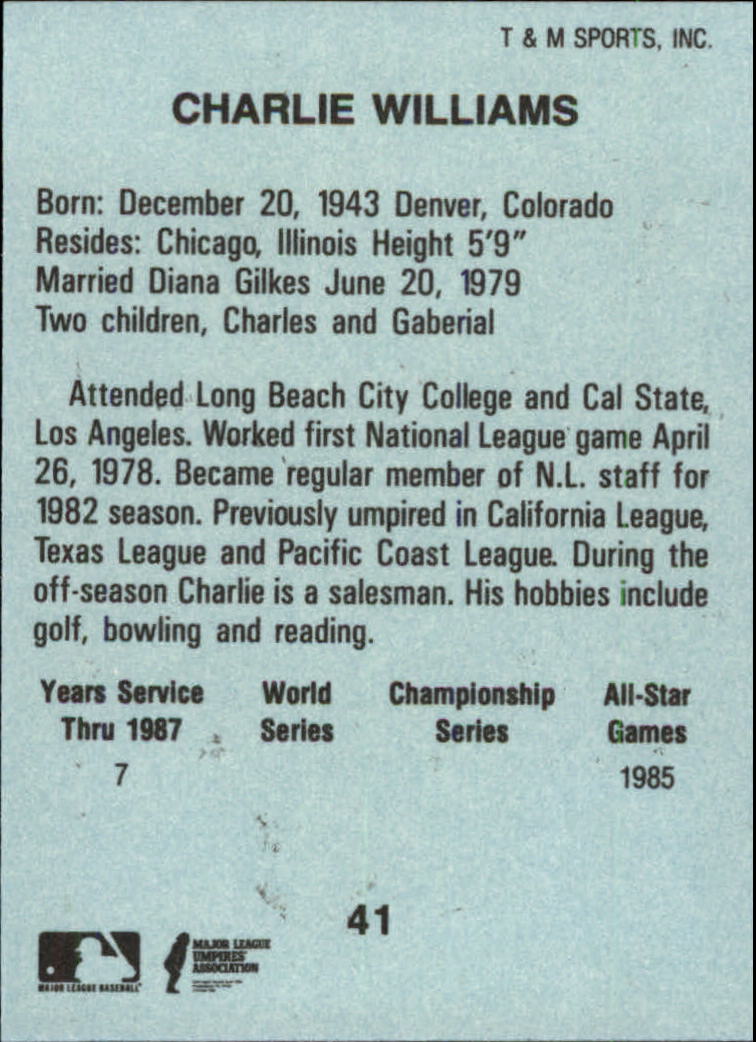 T & M SPORTS, INC.
CHARLIE WILLIAMS
Born: December 20, 1943 Denver, Colorado
Resides: Chicago, Illinois Height 5'9"
Married Diana Gilkes June 20, 1979
Two children, Charles and Gaberial
Attended Long Beach City College and Cal State,
Los Angeles. Worked first National League game April
26, 1978. Became regular member of N.L. staff for
1982 season. Previously umpired in California League,
Texas League and Pacific Coast League. During the
off-season Charlie is a salesman. His hobbies include
golf, bowling and reading.
Years Service World Championship All-Star
Thru 1987 Series Series Games
7 1985
41
MAJOR LEAGUE BASEBALL
MAJOR LEAGUE
UMPIRES'
ASSOCIATION